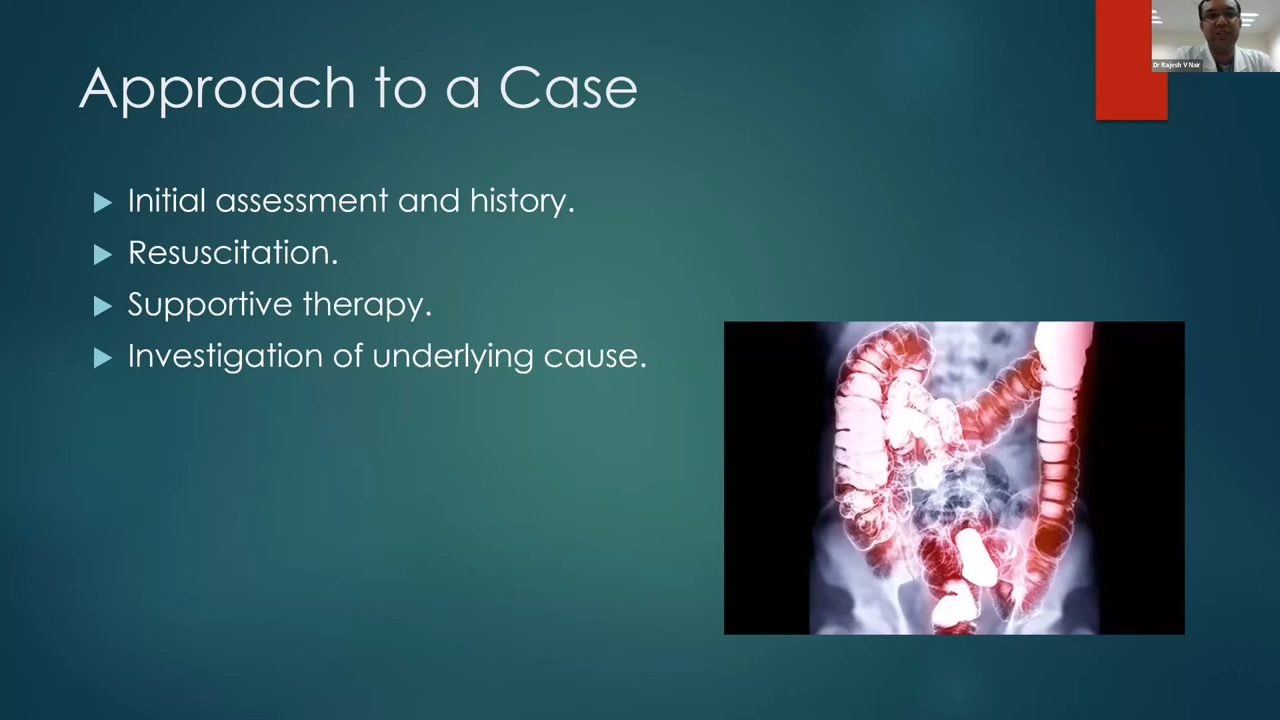 Approach to a Case
Initial assessment and history.
Resuscitation.
Supportive therapy.
Investigation of underlying cause.
Dr Rajesh V Nair